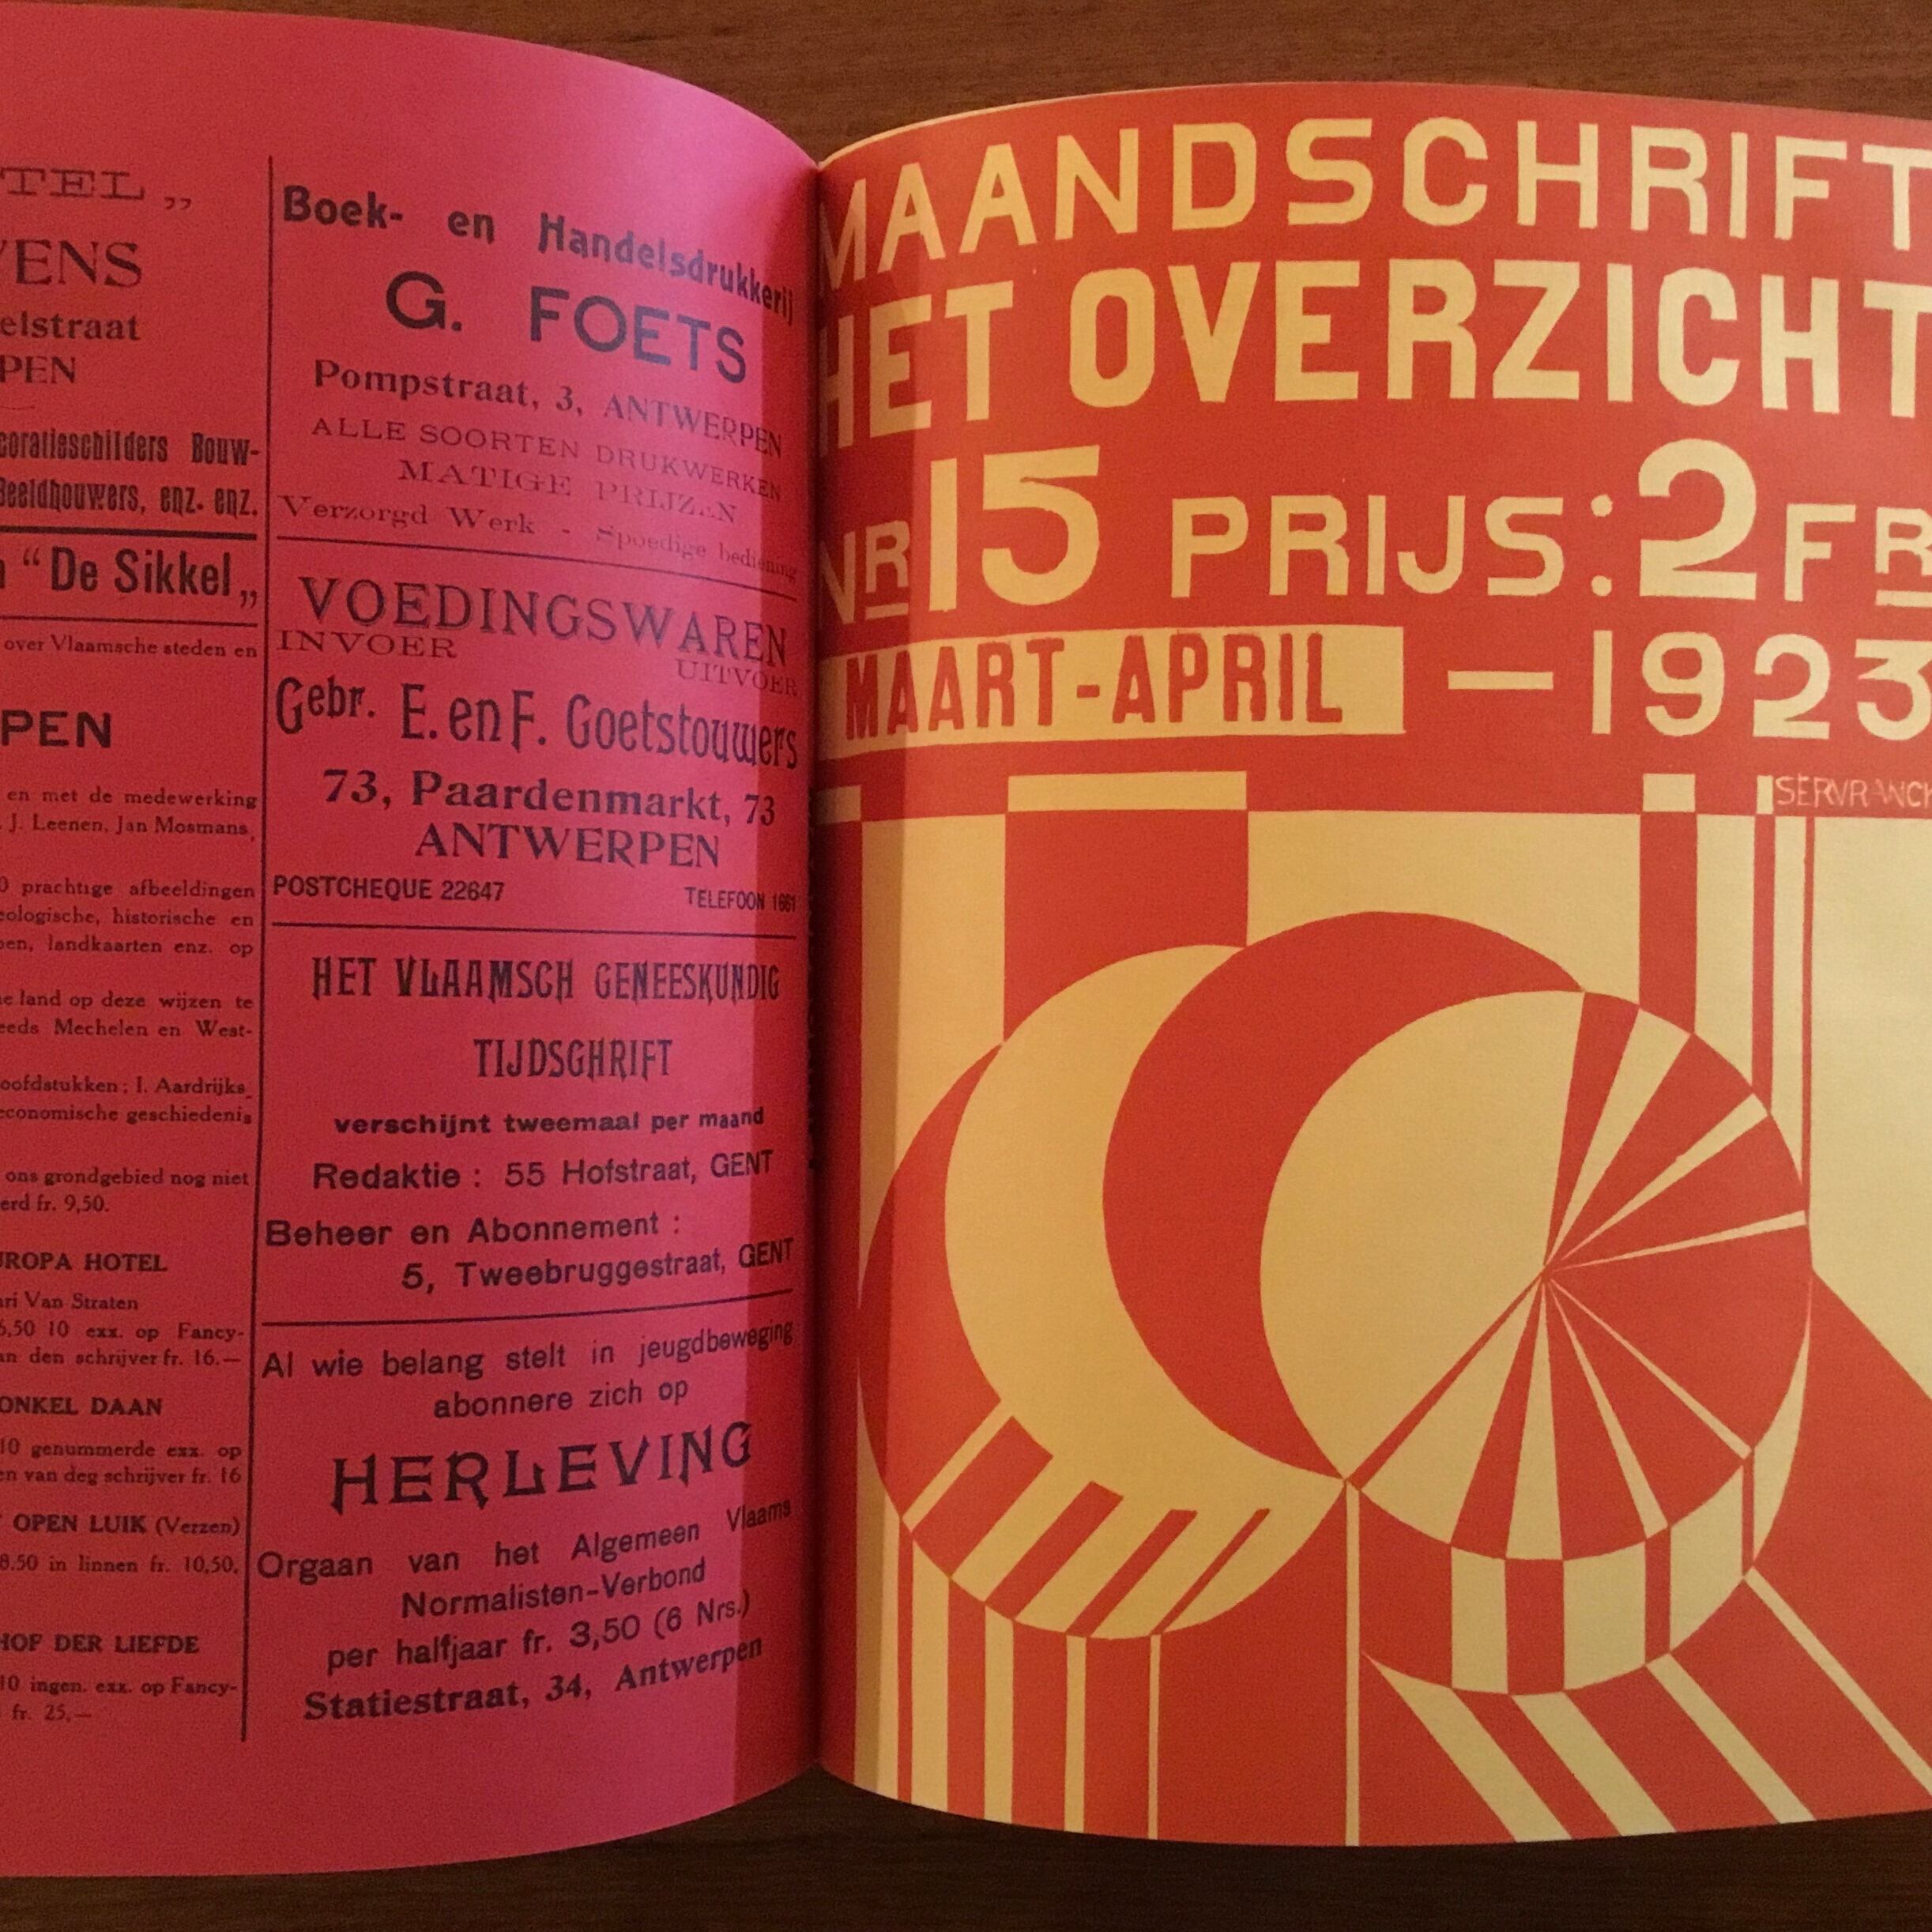 TEL „
VENS
elstraat
PEN
coratieschilders Bouw-
Beeldhouwers, enz. enz.
“De Sikkel„
over Vlaamsche steden en
PEN
en met de medewerking
J. Leenen, Jan Mosmans,
prachtige afbeeldingen
eologische, historische en
pen, landkaarten enz. op
e land op deze wijzen te
eeds Mechelen en West-
oofdstukken ; I. Aardrijks_
economische geschiedenis
ons grondgebied nog niet
erd fr. 9,50.
UROPA HOTEL
ri Van Straten
6,50 10 exx. op Fancy-
an den schrijver fr. 16.—
ONKEL DAAN
10 genummerde exx. op
en van deg schrijver fr. 16
OPEN LUIK (Verzen)
8.50 in linnen fr. 10,50.
HOF DER LIEFDE
10 ingen. exx. op Fancy-
fr. 25,—
Boek- en Handelsdrukkerij
G. FOETS
Pompstraat, 3, ANTWERPEN
ALLE SOORTEN DRUKWERKEN
MATIGE PRIJZEN
Verzorgd Werk - Spoedige bediening
VOEDINGSWAREN
INVOER UITVOER
Gebr. E. en F. Goetstouwers
73, Paardenmarkt, 73
ANTWERPEN
POSTCHEQUE 22647 TELEFOON 1661
HET VLAAMSCH GENEESKUNDIG
TIJDSGHRIFT
verschijnt tweemaal per maand
Redaktie : 55 Hofstraat, GENT
Beheer en Abonnement :
5, Tweebruggestraat, GENT
Al wie belang stelt in jeugdbeweging
abonnere zich op
HERLEVING
Orgaan van het Algemeen Vlaams
Normalisten-Verbond
per halfjaar fr. 3,50 (6 Nrs.)
Statiestraat, 34, Antwerpen
MAANDSCHRIFT
HET OVERZICHT
NR 15 PRIJS: 2 FR
MAART-APRIL — 1923
SERVRANCK